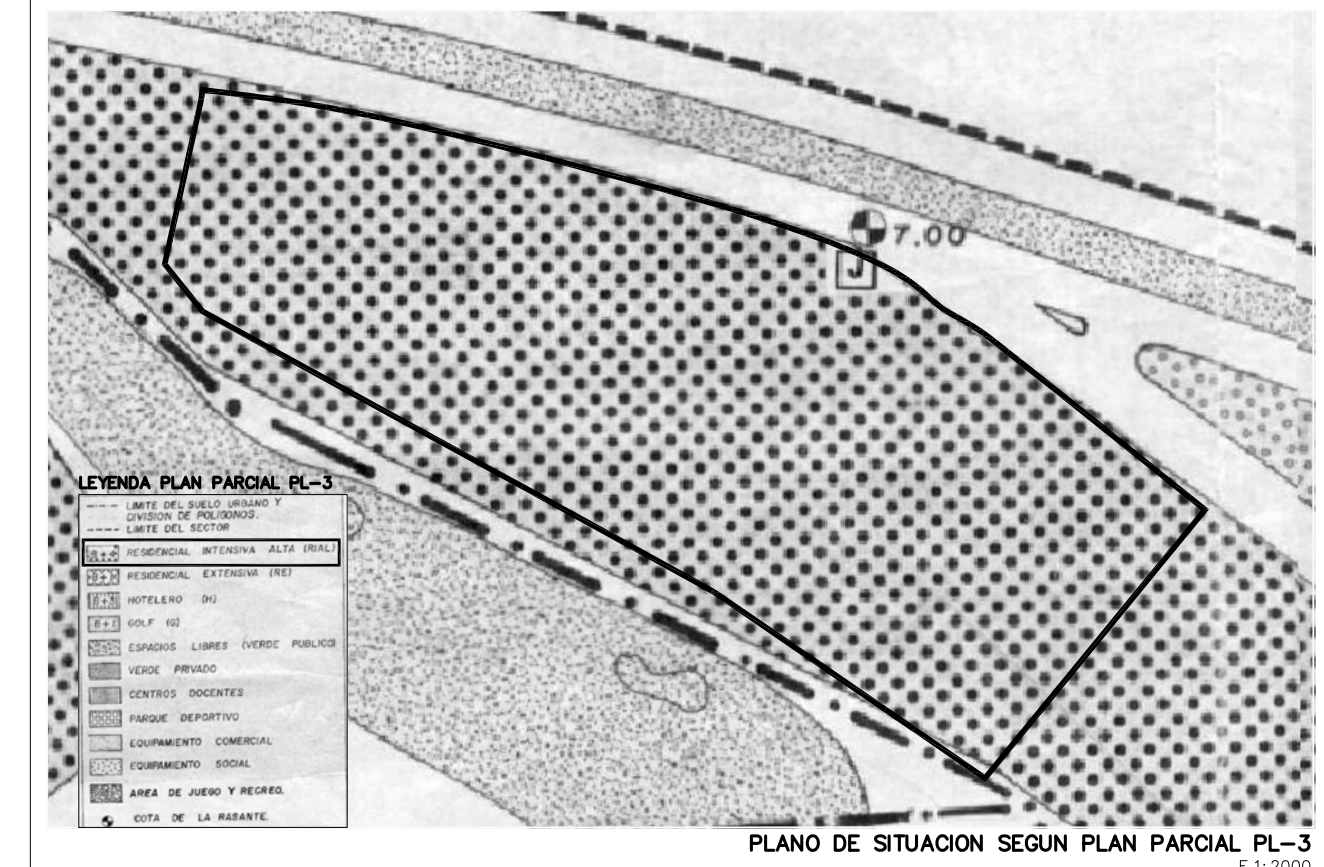 7.00
J
LEYENDA PLAN PARCIAL PL-3
LIMITE DEL SUELO URBANO Y
DIVISION DE POLIGONOS.
LIMITE DEL SECTOR
RESIDENCIAL INTENSIVA ALTA (RIAL)
RESIDENCIAL EXTENSIVA (RE)
HOTELERO (H)
B+1 GOLF (G)
ESPACIOS LIBRES (VERDE PUBLICO)
VERDE PRIVADO
CENTROS DOCENTES
PARQUE DEPORTIVO
EQUIPAMIENTO COMERCIAL
EQUIPAMIENTO SOCIAL
AREA DE JUEGO Y RECREO.
COTA DE LA RASANTE.
PLANO DE SITUACION SEGUN PLAN PARCIAL PL-3
E 1:2000